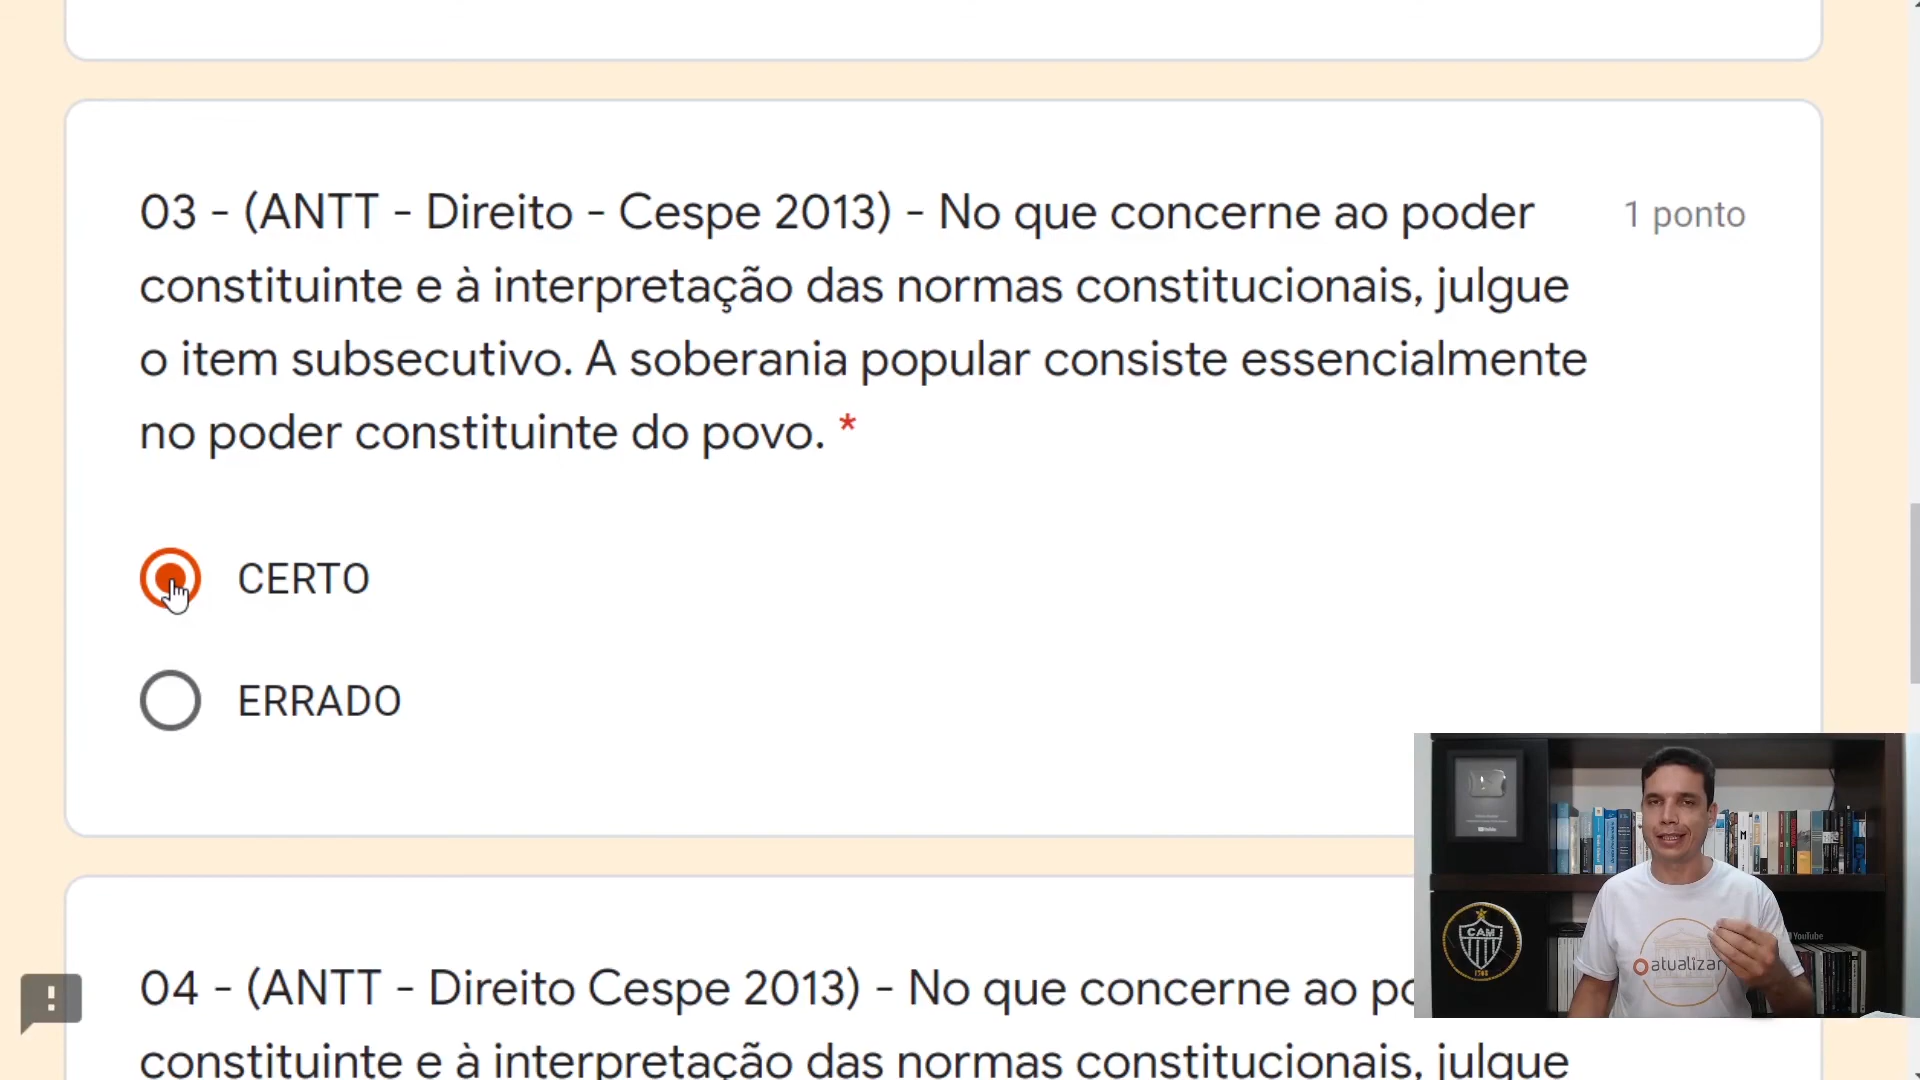 03 - (ANTT - Direito - Cespe 2013) - No que concerne ao poder
1 ponto
constituinte e à interpretação das normas constitucionais, julgue
o item subsecutivo. A soberania popular consiste essencialmente
no poder constituinte do povo. *
CERTO
ERRADO
04 - (ANTT - Direito Cespe 2013) - No que concerne ao po
constituinte e à interpretação das normas constitucionais, julgue
CAM
1908
atualizar
YouTube